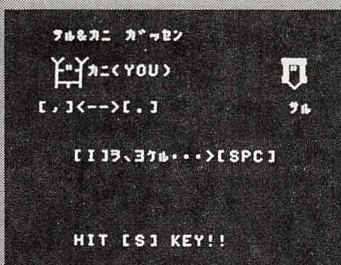 サル&カニ ガッセン
カニ(YOU)
[,]<-->[.] サル
[I]ヲ、ヨケル・・・>[SPC]
HIT [S] KEY!!